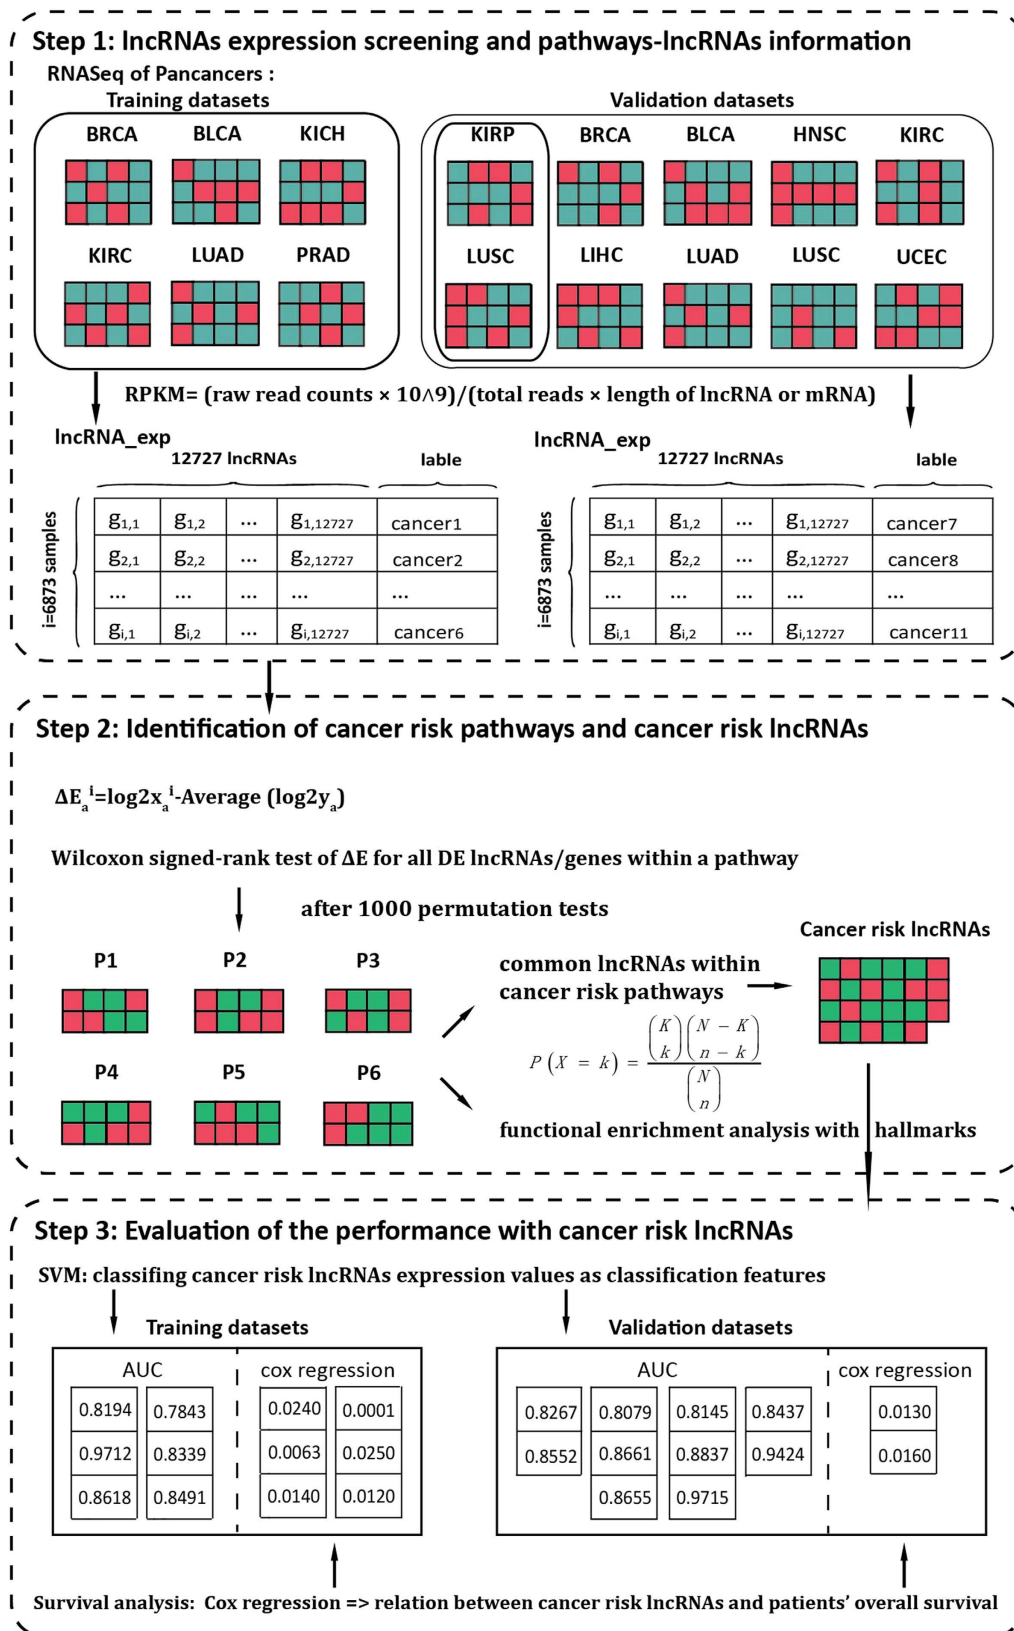 Step 1: lncRNAs expression screening and pathways-lncRNAs information
RNASeq of Pancancers :
Training datasets
Validation datasets
BRCA BLCA KICH
KIRC LUAD PRAD
KIRP BRCA BLCA HNSC KIRC
LUSC LIHC LUAD LUSC UCEC
RPKM= (raw read counts × 10∧9)/(total reads × length of lncRNA or mRNA)
lncRNA_exp
12727 lncRNAs lable
i=6873 samples
g1,1 g1,2 ... g1,12727 cancer1
g2,1 g2,2 ... g2,12727 cancer2
... ... ... ... ...
gi,1 gi,2 ... gi,12727 cancer6
lncRNA_exp
12727 lncRNAs lable
i=6873 samples
g1,1 g1,2 ... g1,12727 cancer7
g2,1 g2,2 ... g2,12727 cancer8
... ... ... ... ...
gi,1 gi,2 ... gi,12727 cancer11
Step 2: Identification of cancer risk pathways and cancer risk lncRNAs
ΔEa^i=log2xa^i-Average (log2ya)
Wilcoxon signed-rank test of ΔE for all DE lncRNAs/genes within a pathway
after 1000 permutation tests
P1 P2 P3
P4 P5 P6
common lncRNAs within
cancer risk pathways
Cancer risk lncRNAs
P (X = k) = (K k)(N − K n − k) / (N n)
functional enrichment analysis with hallmarks
Step 3: Evaluation of the performance with cancer risk lncRNAs
SVM: classifing cancer risk lncRNAs expression values as classification features
Training datasets
AUC cox regression
0.8194 0.7843 0.0240 0.0001
0.9712 0.8339 0.0063 0.0250
0.8618 0.8491 0.0140 0.0120
Validation datasets
AUC cox regression
0.8267 0.8079 0.8145 0.8437 0.0130
0.8552 0.8661 0.8837 0.9424 0.0160
0.8655 0.9715
Survival analysis: Cox regression => relation between cancer risk lncRNAs and patients’ overall survival